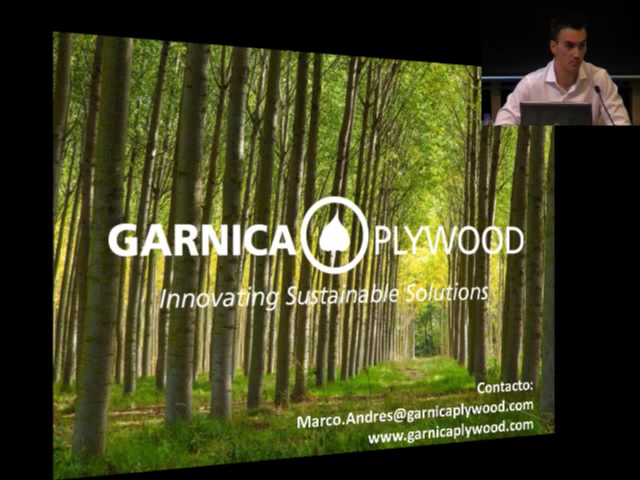 GARNICA PLYWOOD
Innovating Sustainable Solutions
Contacto:
Marco.Andres@garnicaplywood.com
www.garnicaplywood.com